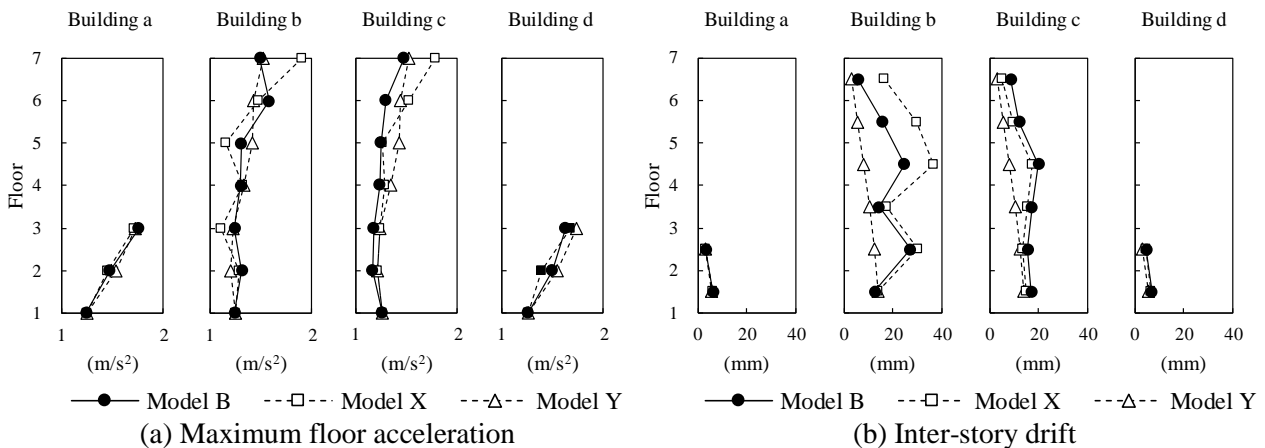 Building a Building b Building c Building d Building a Building b Building c Building d
7 7
6 6
5 5
Floor 4 Floor 4
3 3
2 2
1 1
1 2 1 2 1 2 1 2 0 20 40 0 20 40 0 20 40 0 20 40
(m/s²) (m/s²) (m/s²) (m/s²) (mm) (mm) (mm) (mm)
Model B Model X Model Y Model B Model X Model Y
(a) Maximum floor acceleration (b) Inter-story drift